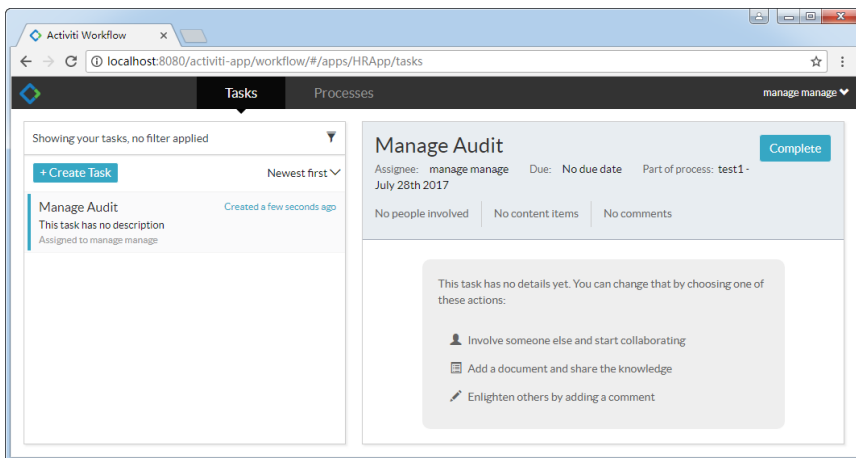 Activiti Workflow
localhost:8080/activiti-app/workflow/#/apps/HRApp/tasks
Tasks Processes manage manage
Showing your tasks, no filter applied
+ Create Task Newest first
Manage Audit Created a few seconds ago
This task has no description
Assigned to manage manage
Manage Audit Complete
Assignee: manage manage Due: No due date Part of process: test1 -
July 28th 2017
No people involved No content items No comments
This task has no details yet. You can change that by choosing one of
these actions:
Involve someone else and start collaborating
Add a document and share the knowledge
Enlighten others by adding a comment